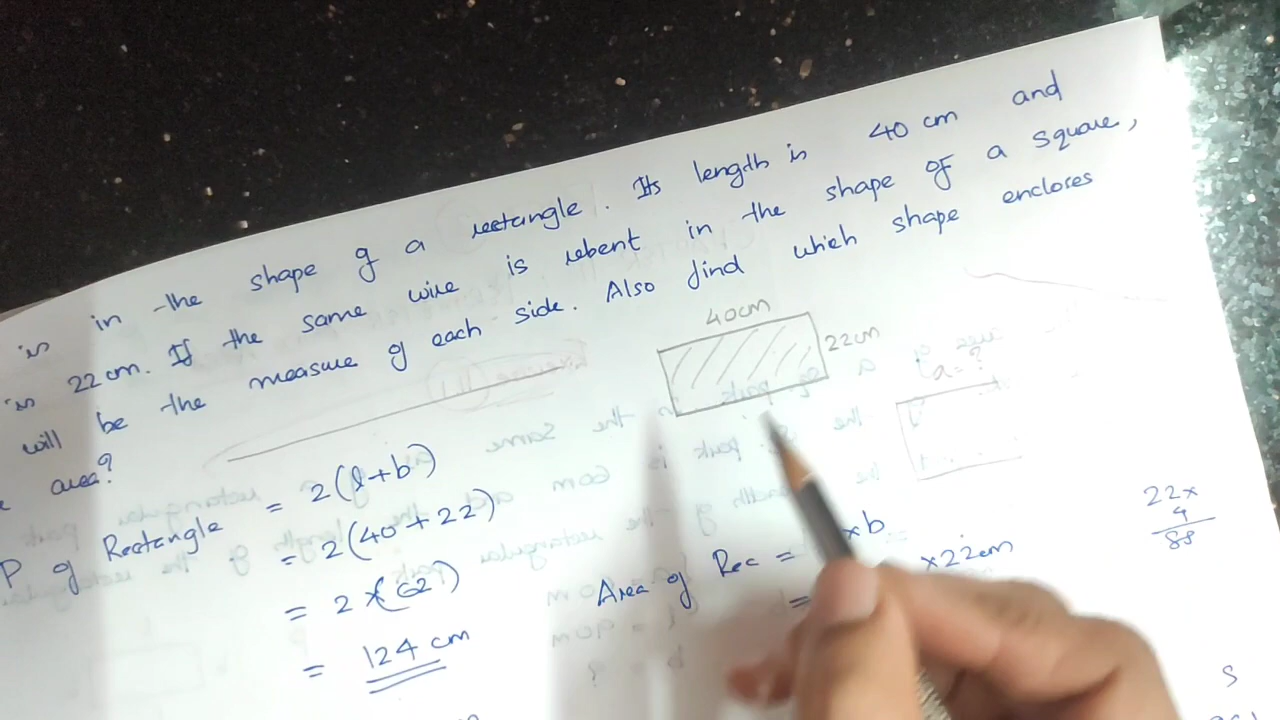 is in the shape of a rectangle. Its length is 40 cm and
is 22 cm. If the same wire is rebent in the shape of a square,
will be the measure of each side. Also find which shape encloses
area?
40cm
22cm
a = ?
P of Rectangle = 2(l+b)
= 2(40+22)
= 2 × (62)
= 124 cm
Area of Rec = ×b
= ×22cm
22×
4
88
S